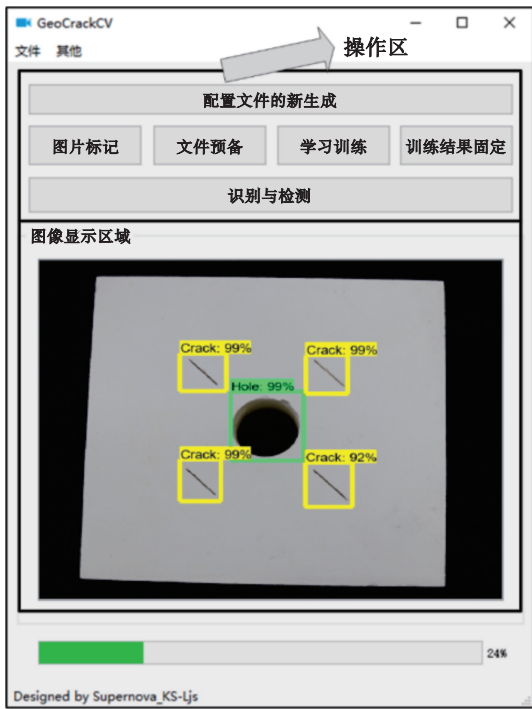 GeoCrackCV
文件 其他
操作区
配置文件的新生成
图片标记 文件预备 学习训练 训练结果固定
识别与检测
图像显示区域
Crack: 99% Crack: 99%
Hole: 99%
Crack: 99% Crack: 92%
24%
Designed by Supernova_KS-Ljs